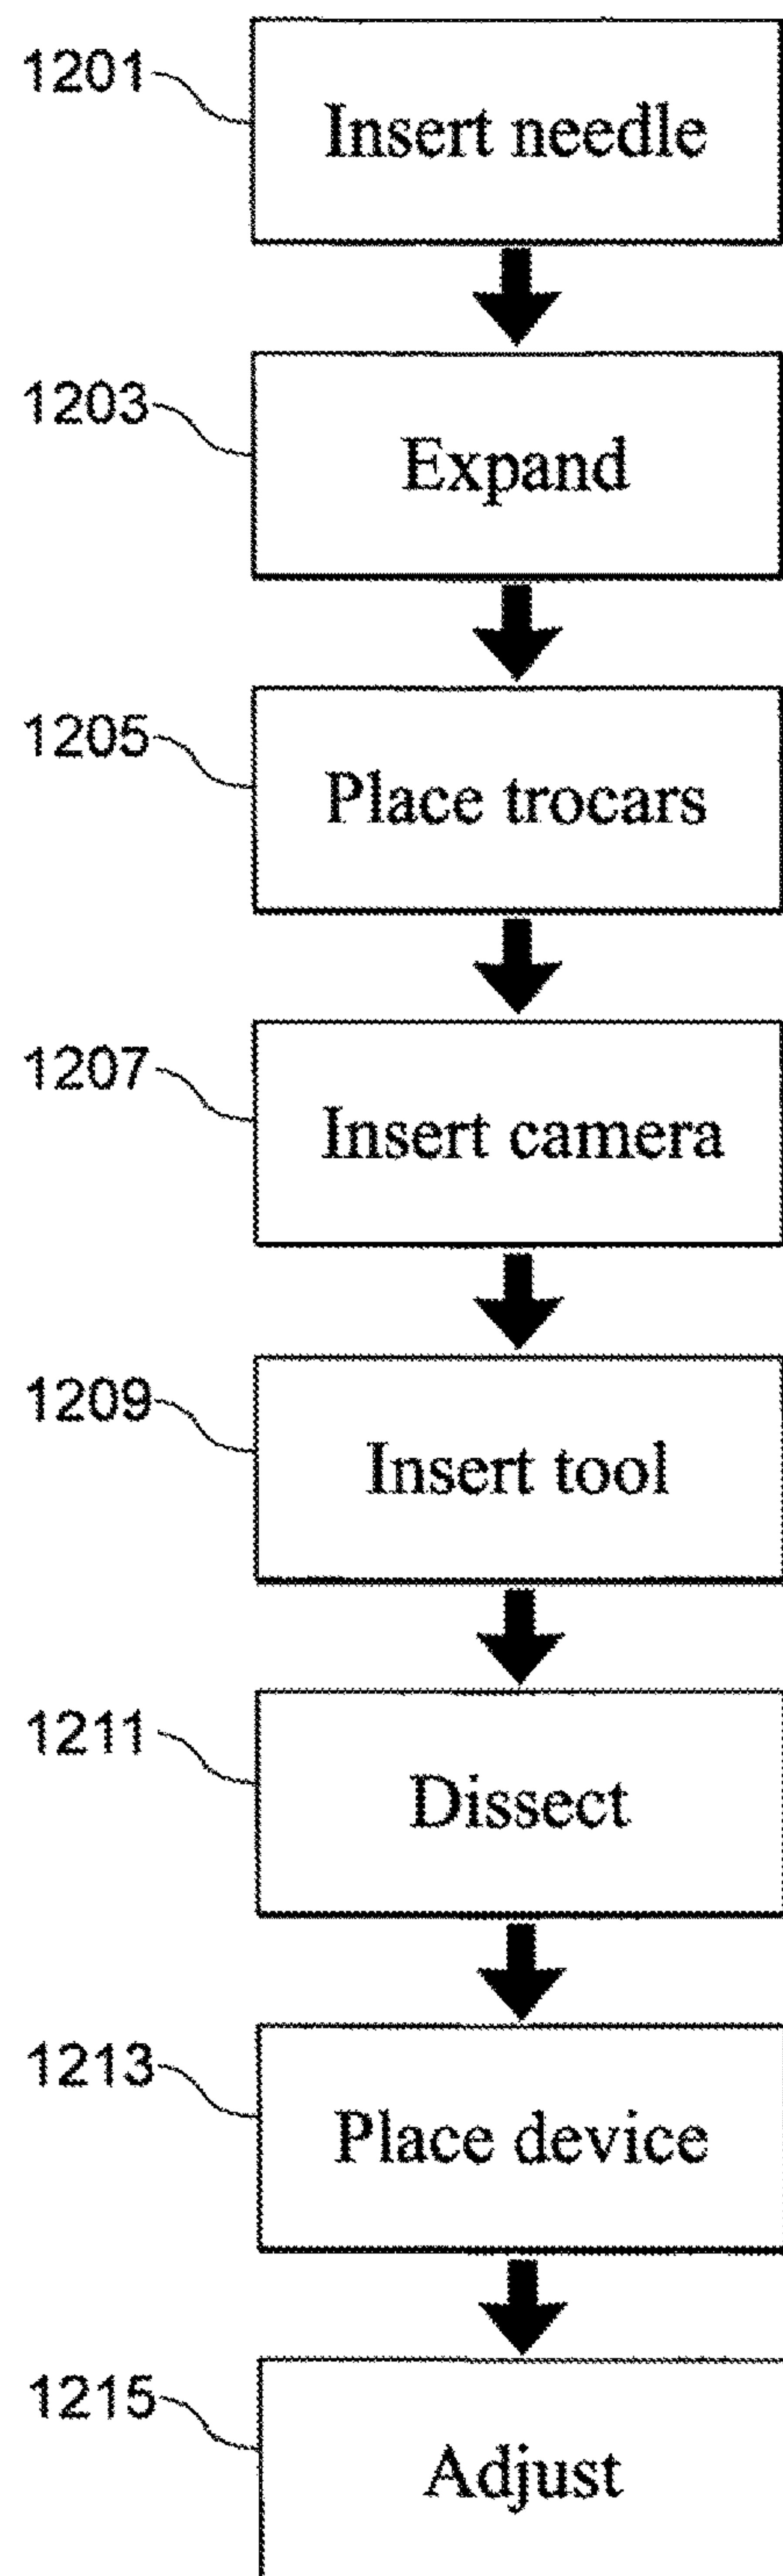 1201
Insert needle
1203
Expand
1205
Place trocars
1207
Insert camera
1209
Insert tool
1211
Dissect
1213
Place device
1215
Adjust